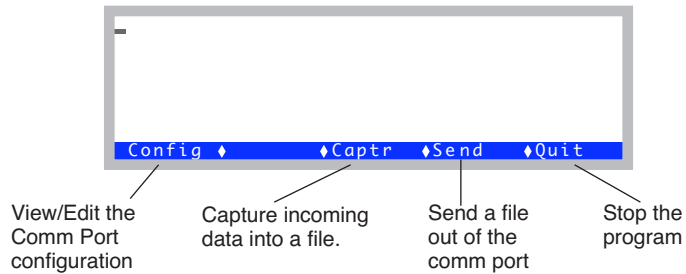 Config ♦ ♦Captr ♦Send ♦Quit
View/Edit the
Comm Port
configuration
Capture incoming
data into a file.
Send a file
out of the
comm port
Stop the
program